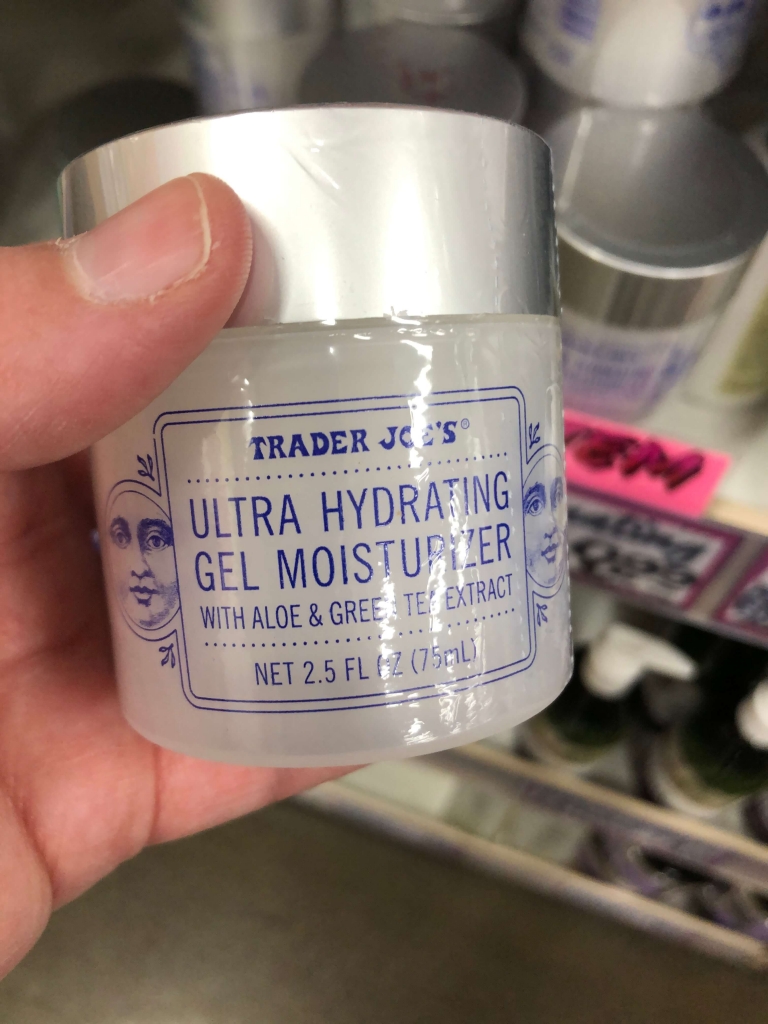 TRADER JOE'S®
ULTRA HYDRATING
GEL MOISTURIZER
WITH ALOE & GREEN TEA EXTRACT
NET 2.5 FL OZ (75mL)